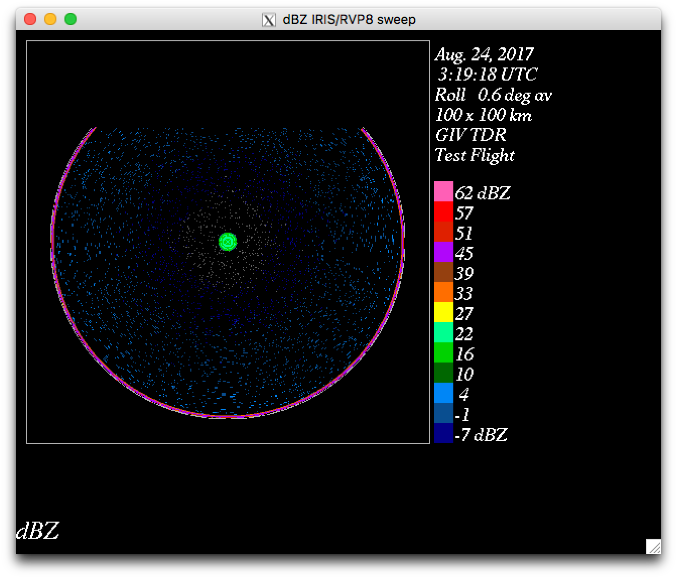 dBZ IRIS/RVP8 sweep
Aug. 24, 2017
3:19:18 UTC
Roll 0.6 deg av
100 x 100 km
GIV TDR
Test Flight
62 dBZ
57
51
45
39
33
27
22
16
10
4
-1
-7 dBZ
dBZ